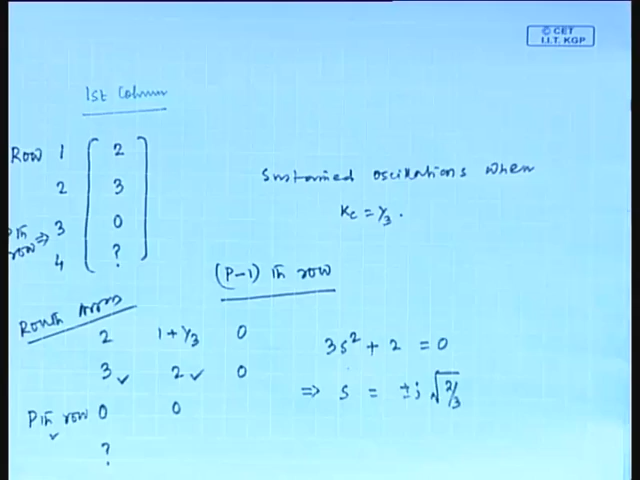 © CET
I.I.T. KGP
1st Column
Row 1 2
2 3
Pth row ⇒ 3 0
4 ?
Sustained oscillations when
Kc = 1/3 .
(P-1) th row
Routh Array
2 1+1/3 0
3 ✓ 2 ✓ 0
Pth row 0 0
✓
?
3s² + 2 = 0
⇒ s = ±j √2/3